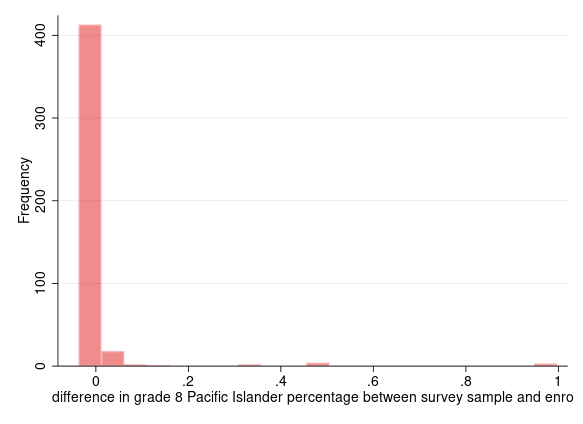 Frequency
400
300
200
100
0
0 .2 .4 .6 .8 1
difference in grade 8 Pacific Islander percentage between survey sample and enro